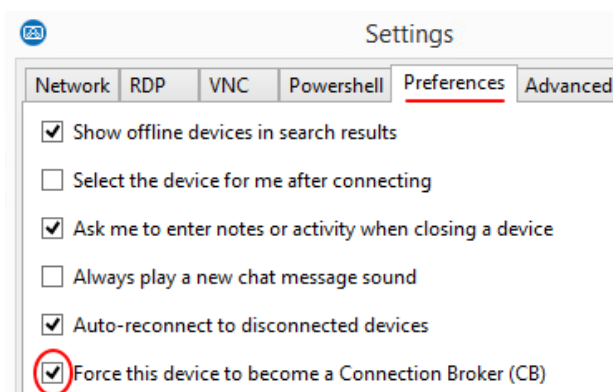 Settings
Network RDP VNC Powershell Preferences Advanced
Show offline devices in search results
Select the device for me after connecting
Ask me to enter notes or activity when closing a device
Always play a new chat message sound
Auto-reconnect to disconnected devices
Force this device to become a Connection Broker (CB)